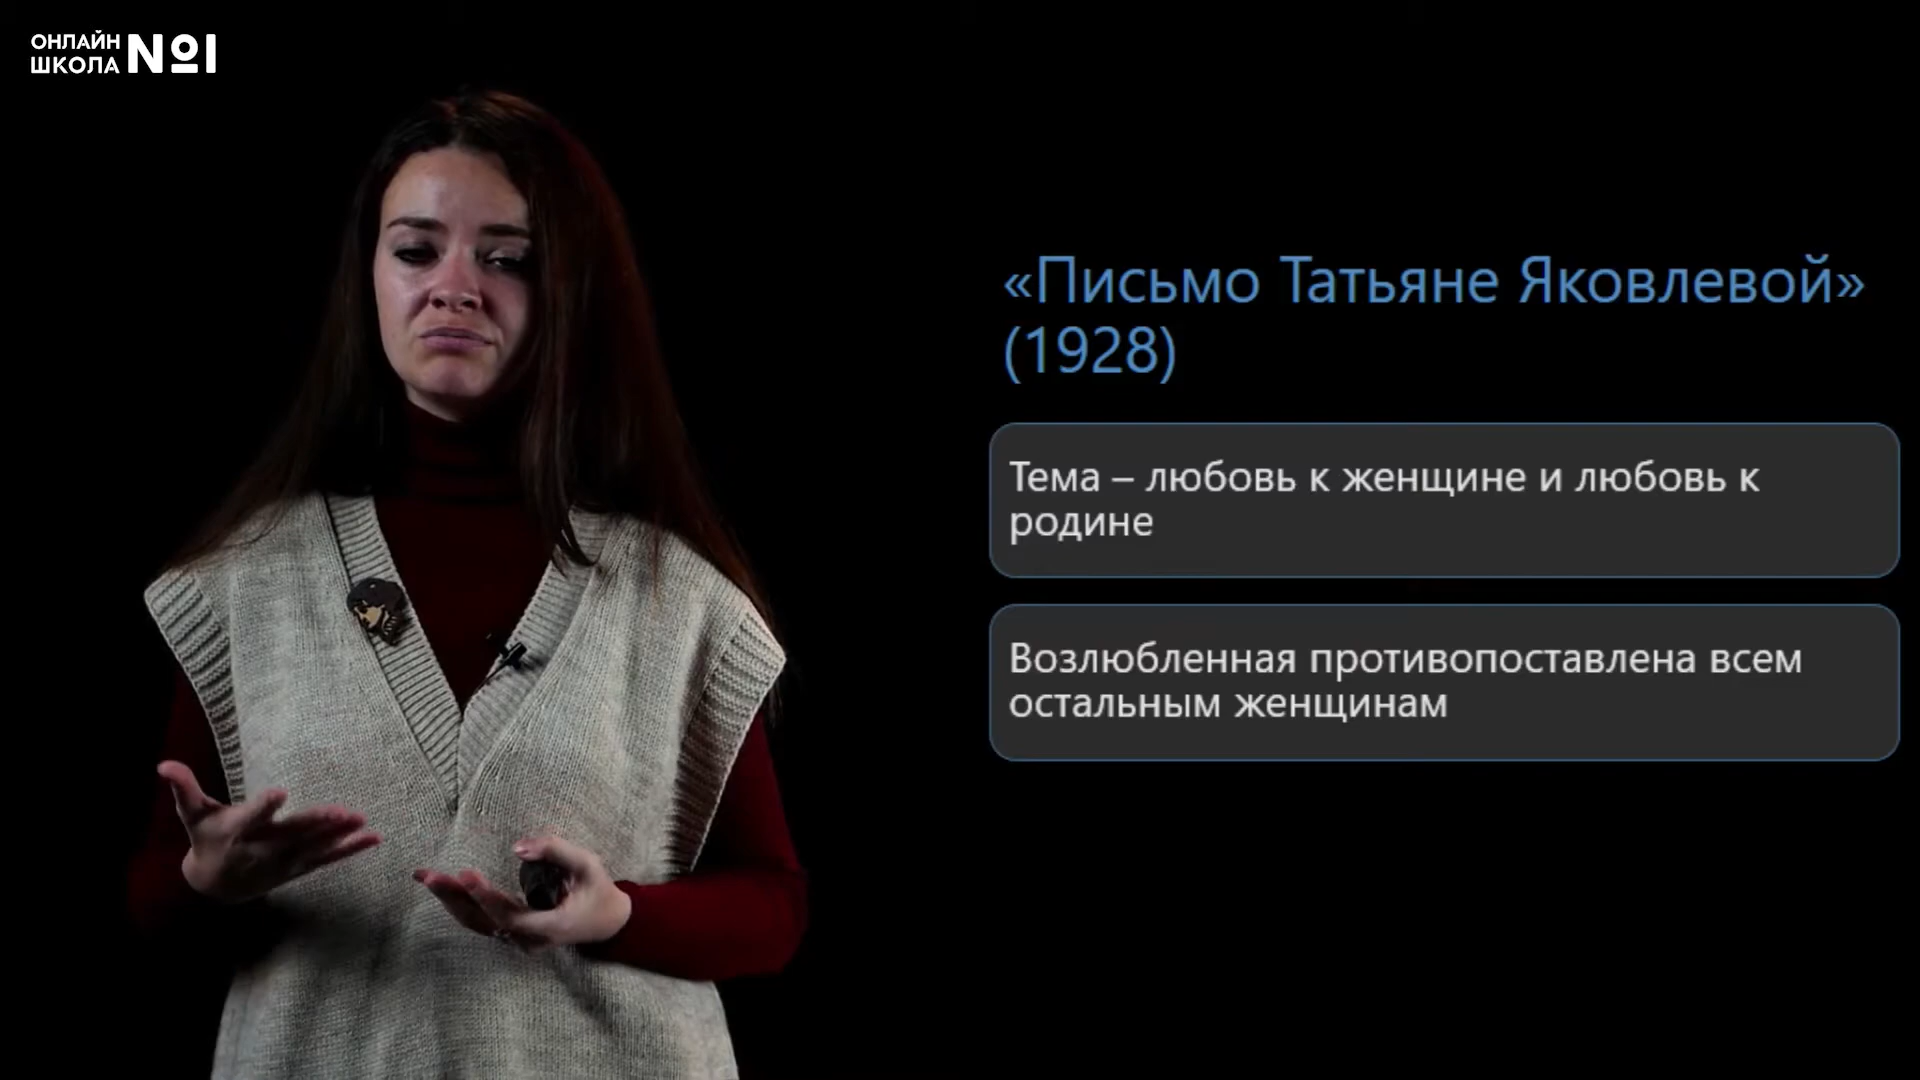 ОНЛАЙН
ШКОЛА №1
«Письмо Татьяне Яковлевой»
(1928)
Тема – любовь к женщине и любовь к
родине
Возлюбленная противопоставлена всем
остальным женщинам